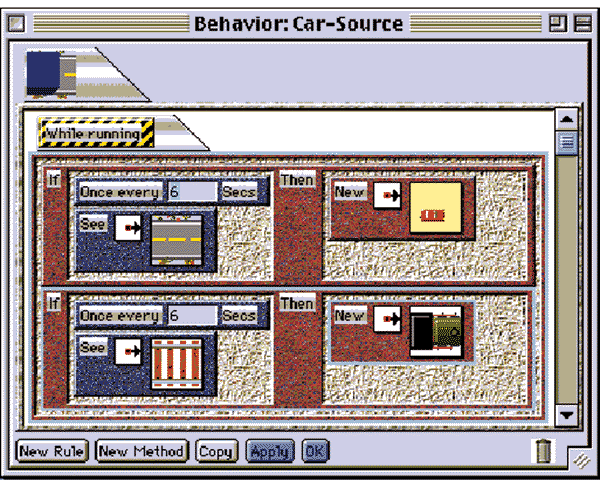 Behavior: Car-Source
While running
If Once every 6 Secs Then New
See
If Once every 6 Secs Then New
See
New Rule New Method Copy Apply OK